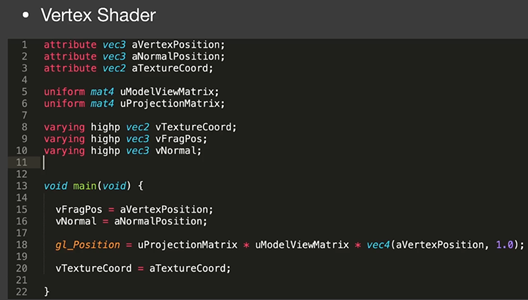 • Vertex Shader
1 attribute vec3 aVertexPosition;
2 attribute vec3 aNormalPosition;
3 attribute vec2 aTextureCoord;
4
5 uniform mat4 uModelViewMatrix;
6 uniform mat4 uProjectionMatrix;
7
8 varying highp vec2 vTextureCoord;
9 varying highp vec3 vFragPos;
10 varying highp vec3 vNormal;
11
12
13 void main(void) {
14
15 vFragPos = aVertexPosition;
16 vNormal = aNormalPosition;
17
18 gl_Position = uProjectionMatrix * uModelViewMatrix * vec4(aVertexPosition, 1.0);
19
20 vTextureCoord = aTextureCoord;
21
22 }